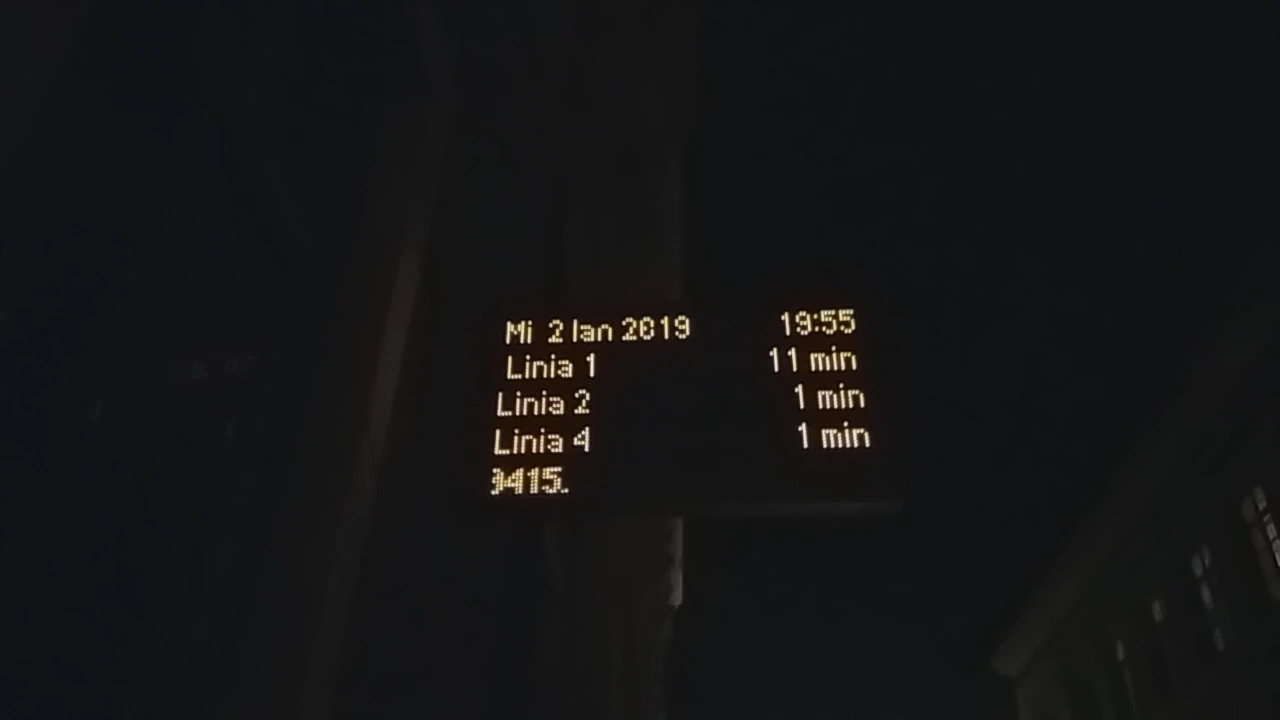 Mi 2 Ian 2019 19:55
Linia 1 11 min
Linia 2 1 min
Linia 4 1 min